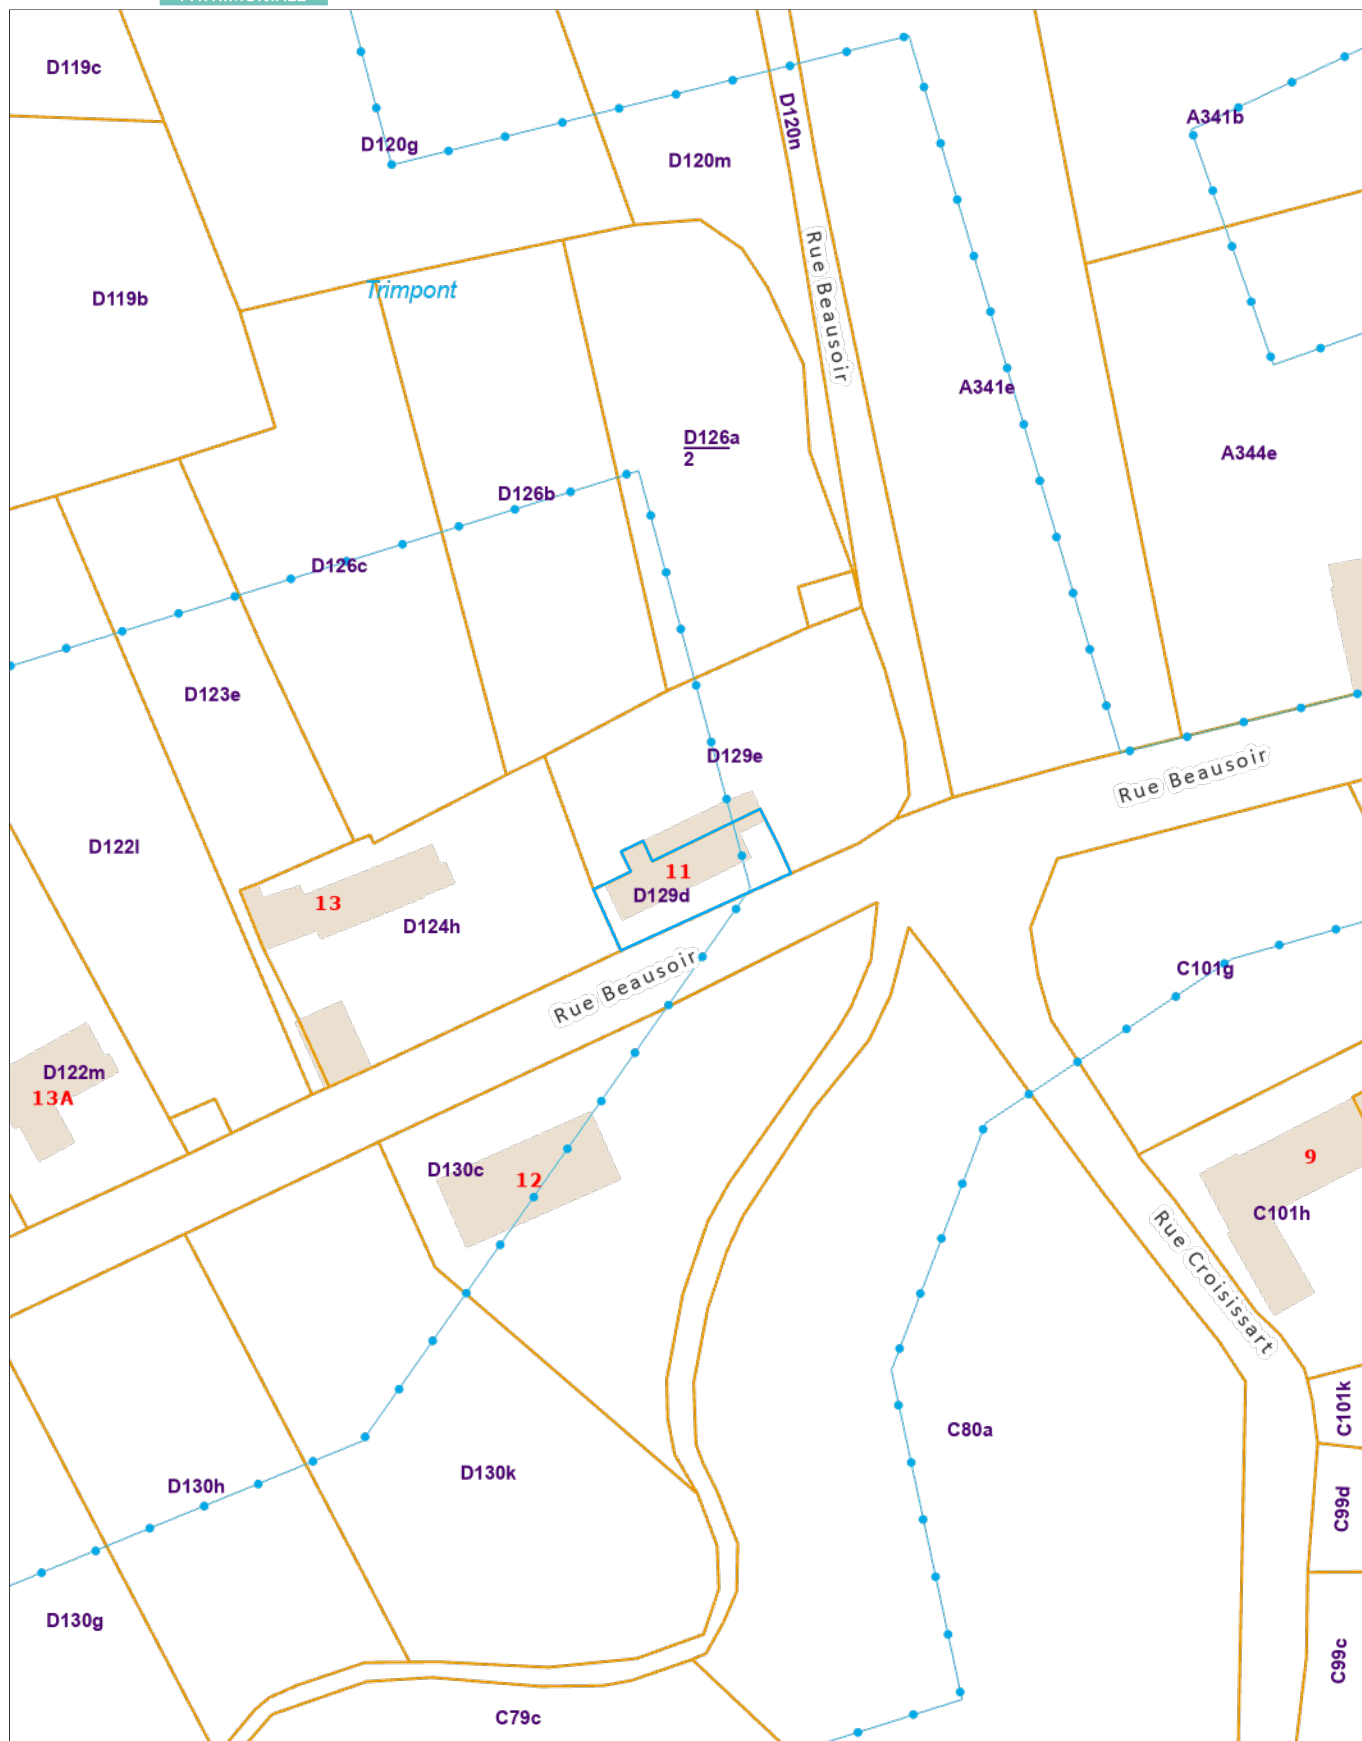 D119c
D120g
D120n
A341b
D120m
Rue Beausoir
Trimpont
D119b
A341e
D126a
2
A344e
D126b
D126c
D123e
D129e
Rue Beausoir
D122l
11
D129d
13
D124h
Rue Beausoir
C101g
D122m
13A
D130c
12
9
C101h
Rue Croisissart
C101k
C80a
D130k
D130h
C99d
D130g
C99c
C79c